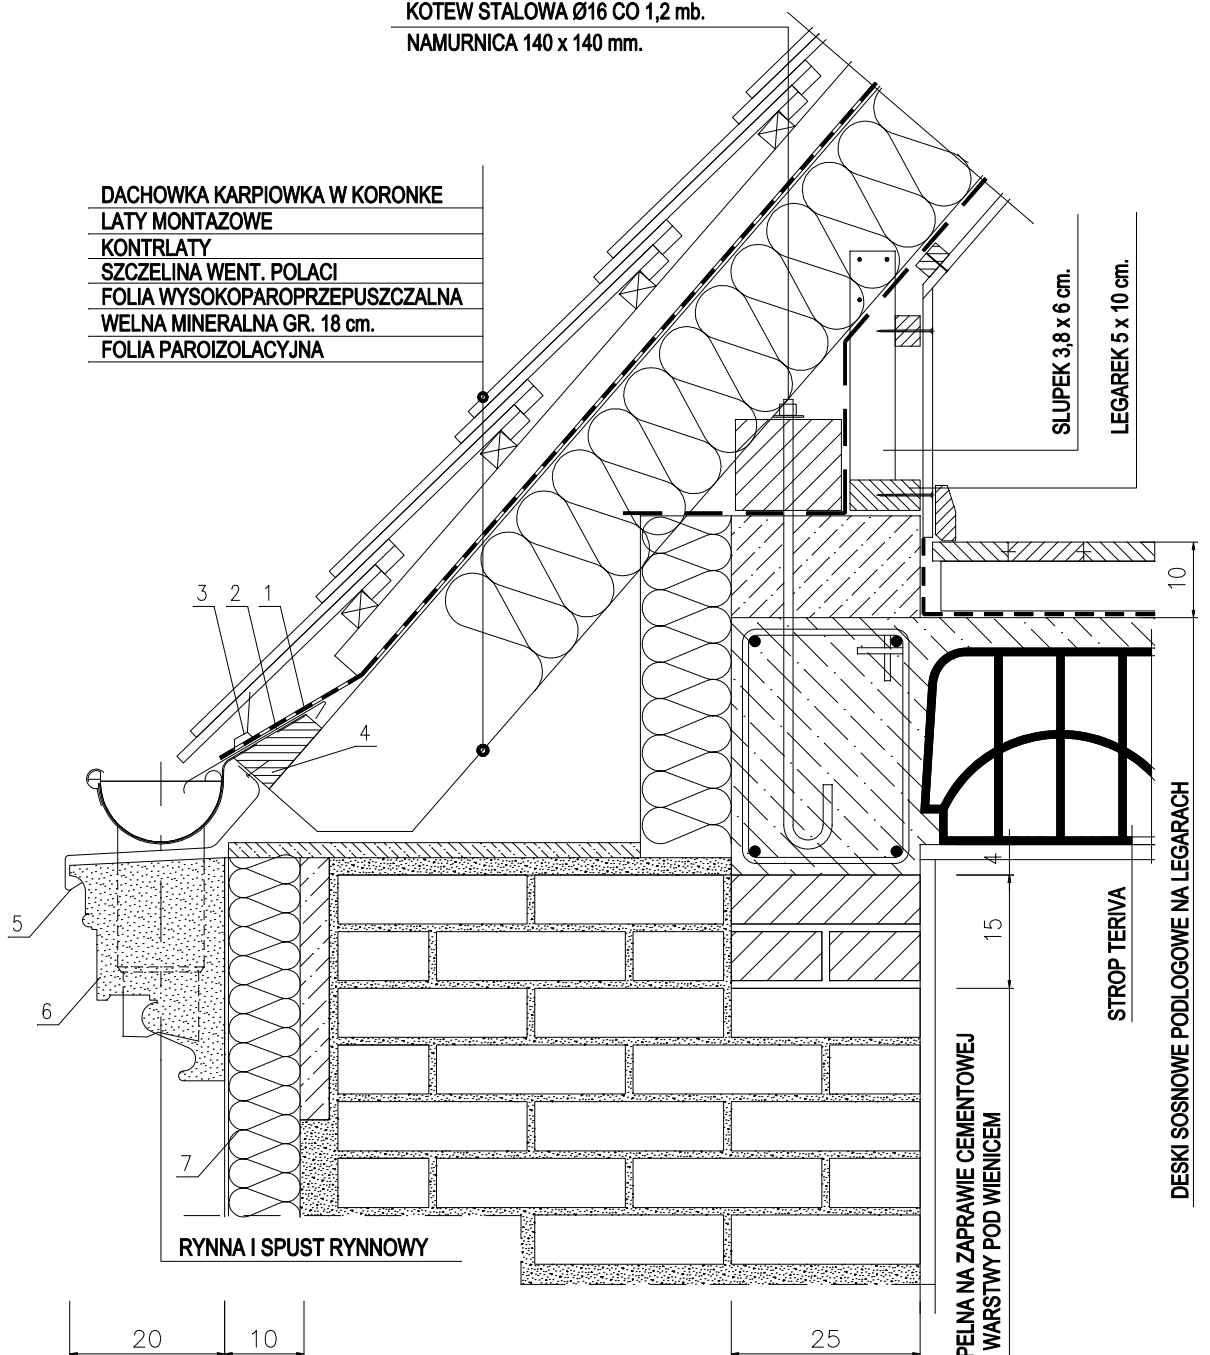 KOTEW STALOWA Ø16 CO 1,2 mb.
NAMURNICA 140 x 140 mm.
DACHOWKA KARPIOWKA W KORONKE
LATY MONTAZOWE
KONTRLATY
SZCZELINA WENT. POLACI
FOLIA WYSOKOPAROPRZEPUSZCZALNA
WELNA MINERALNA GR. 18 cm.
FOLIA PAROIZOLACYJNA
SLUPEK 3,8 x 6 cm.
LEGAREK 5 x 10 cm.
10
3
2
1
4
5
6
7
4
15
STROP TERIVA
DESKI SOSNOWE PODLOGOWE NA LEGARACH
PELNA NA ZAPRAWIE CEMENTOWEJ
WARSTWY POD WIENICEM
RYNNA I SPUST RYNNOWY
20
10
25